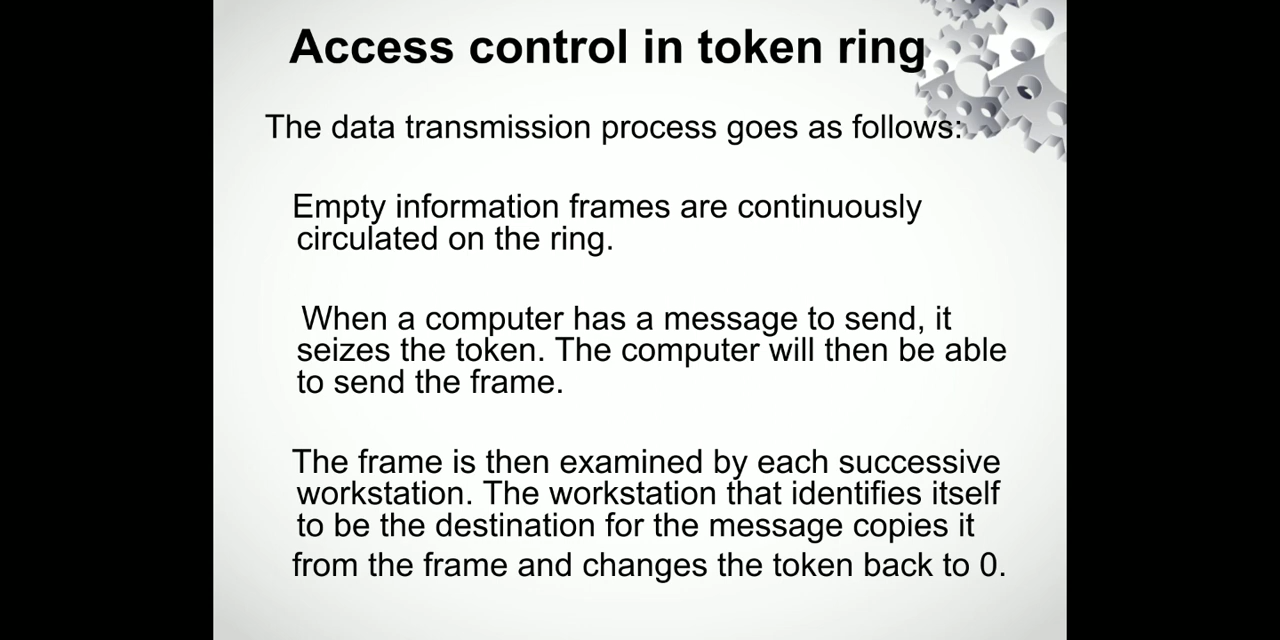 Access control in token ring
The data transmission process goes as follows:
Empty information frames are continuously
circulated on the ring.
When a computer has a message to send, it
seizes the token. The computer will then be able
to send the frame.
The frame is then examined by each successive
workstation. The workstation that identifies itself
to be the destination for the message copies it
from the frame and changes the token back to 0.